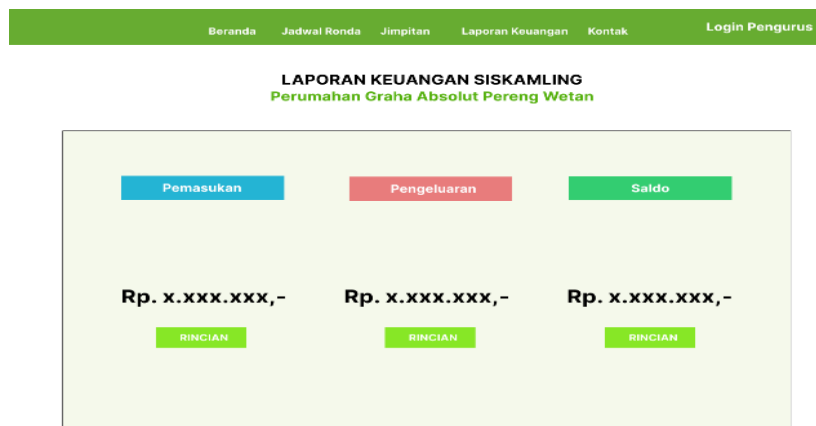 Beranda Jadwal Ronda Jimpitan Laporan Keuangan Kontak Login Pengurus
LAPORAN KEUANGAN SISKAMLING
Perumahan Graha Absolut Pereng Wetan
Pemasukan Pengeluaran Saldo
Rp. x.xxx.xxx,- Rp. x.xxx.xxx,- Rp. x.xxx.xxx,-
RINCIAN RINCIAN RINCIAN